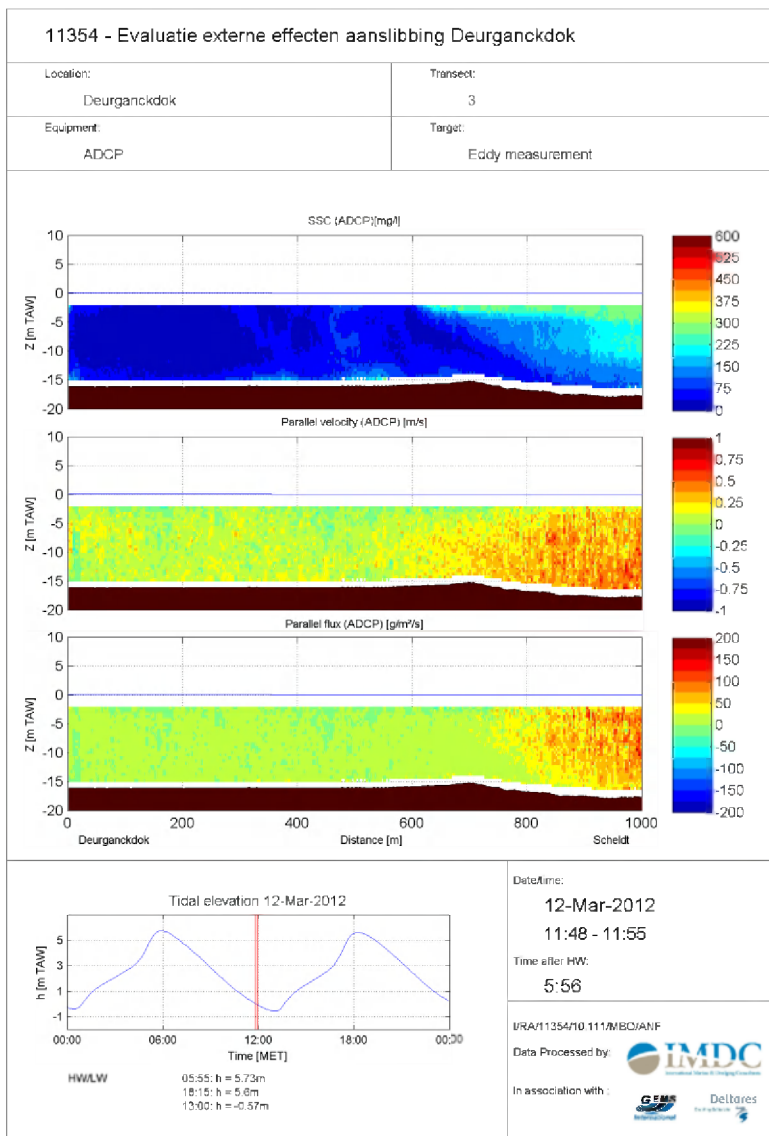 11354 - Evaluatie externe effecten aanslibbing Deurganckdok
Location:
Deurganckdok
Transect:
3
Equipment:
ADCP
Target:
Eddy measurement
SSC (ADCP)[mg/l]
Z [m TAW]
10
5
0
-5
-10
-15
-20
600
525
450
375
300
225
150
75
0
Parallel velocity (ADCP) [m/s]
Z [m TAW]
10
5
0
-5
-10
-15
-20
1
0.75
0.5
0.25
0
-0.25
-0.5
-0.75
-1
Parallel flux (ADCP) [g/m²/s]
Z [m TAW]
10
5
0
-5
-10
-15
-20
200
150
100
50
0
-50
-100
-150
-200
0 200 400 600 800 1000
Deurganckdok Distance [m] Scheldt
Tidal elevation 12-Mar-2012
h [m TAW]
5
3
1
-1
00:00 06:00 12:00 18:00 00:00
Time [MET]
HW/LW
05:55: h = 5.73m
18:15: h = 5.6m
13:00: h = -0.57m
Date/time:
12-Mar-2012
11:48 - 11:55
Time after HW:
5:56
I/RA/11354/10.111/MBO/ANF
Data Processed by:
IMDC
International Marine & Dredging Consultants
In association with :
GEMS
International
Deltares